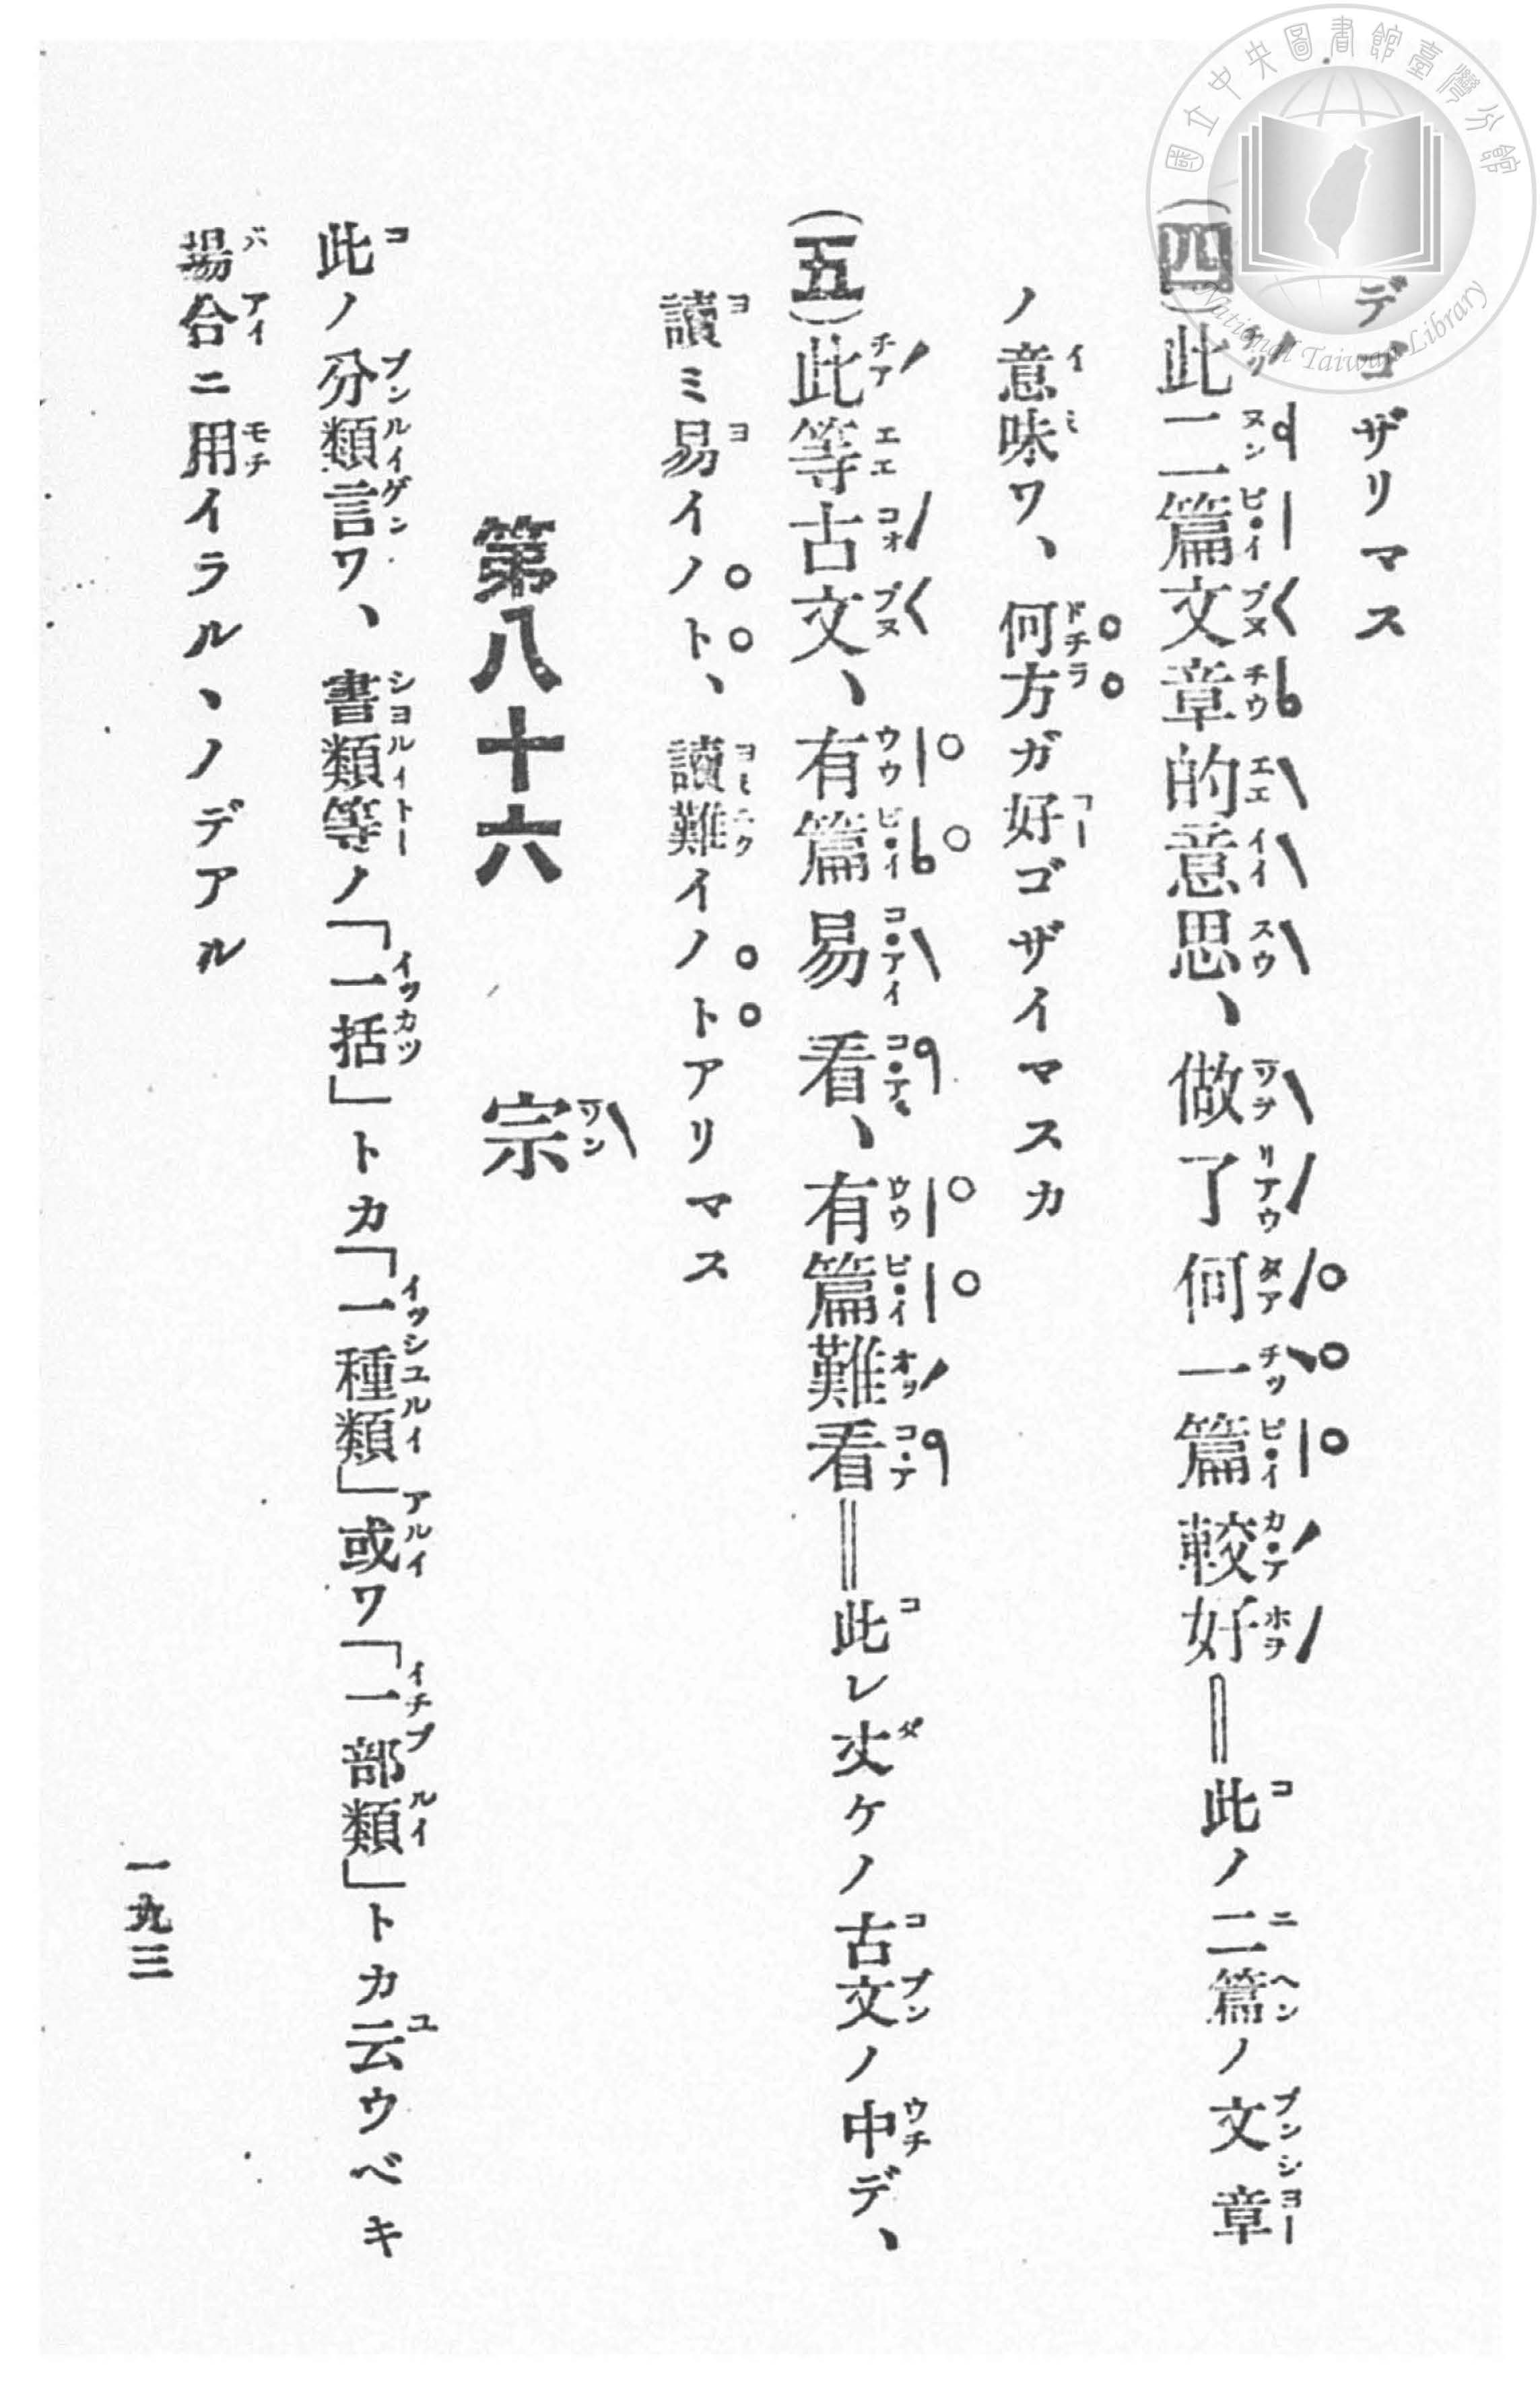 デゴザリマス
(四)此二篇文章的意思、做了何一篇較好＝此ノ二篇ノ文章
ノ意味ワ、何方ガ好ゴザイマスカ
(五)此等古文、有篇易看、有篇難看＝此レ丈ケノ古文ノ中デ、
讀ミ易イノト、讀難イノトアリマス
第八十六 宗
此ノ分類言ワ、書類等ノ「一括」トカ「一種類」或ワ「一部類」トカ云ウベキ
場合ニ用イラル、ノデアル
一九三
國立中央圖書館臺灣分館
National Taiwan Library